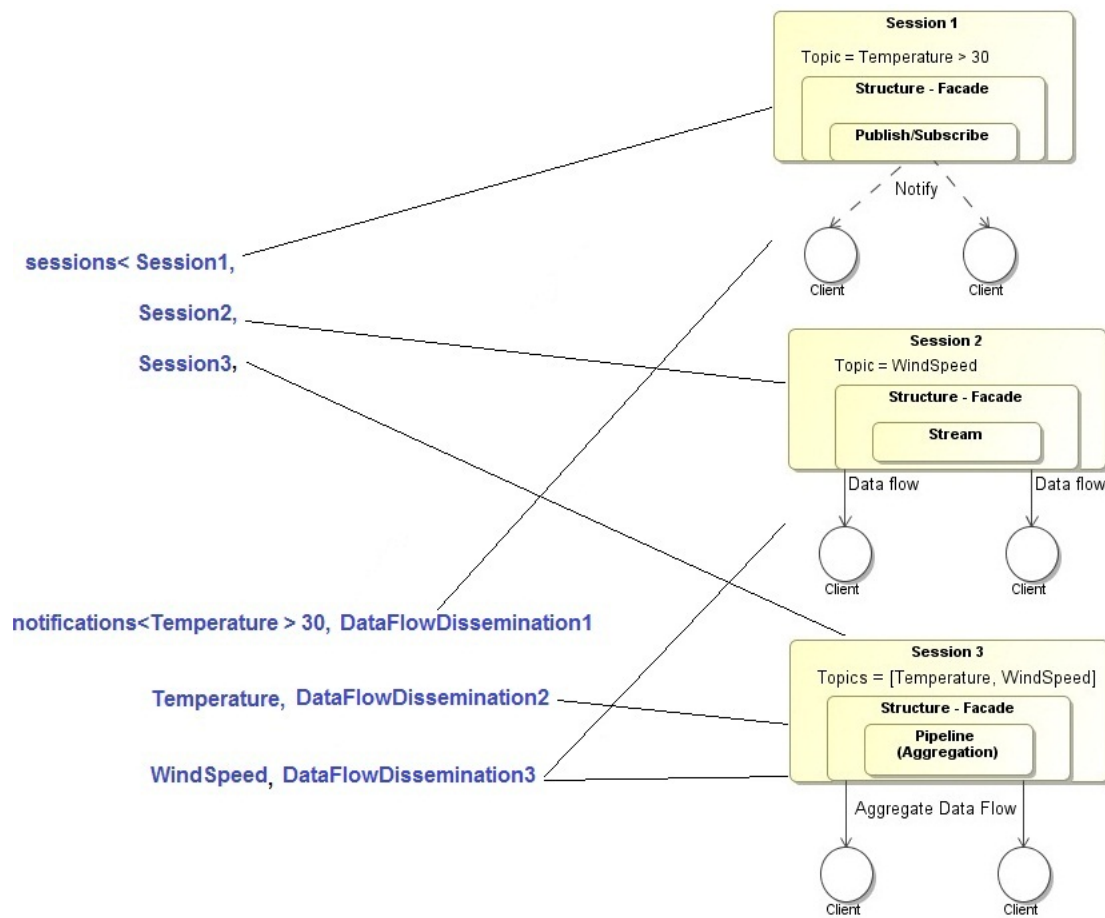 Session 1
Topic = Temperature > 30
Structure - Facade
Publish/Subscribe
Notify
Client Client
sessions< Session1,
Session2,
Session3,
Session 2
Topic = WindSpeed
Structure - Facade
Stream
Data flow Data flow
Client Client
notifications<Temperature > 30, DataFlowDissemination1
Temperature, DataFlowDissemination2
WindSpeed, DataFlowDissemination3
Session 3
Topics = [Temperature, WindSpeed]
Structure - Facade
Pipeline
(Aggregation)
Aggregate Data Flow
Client Client